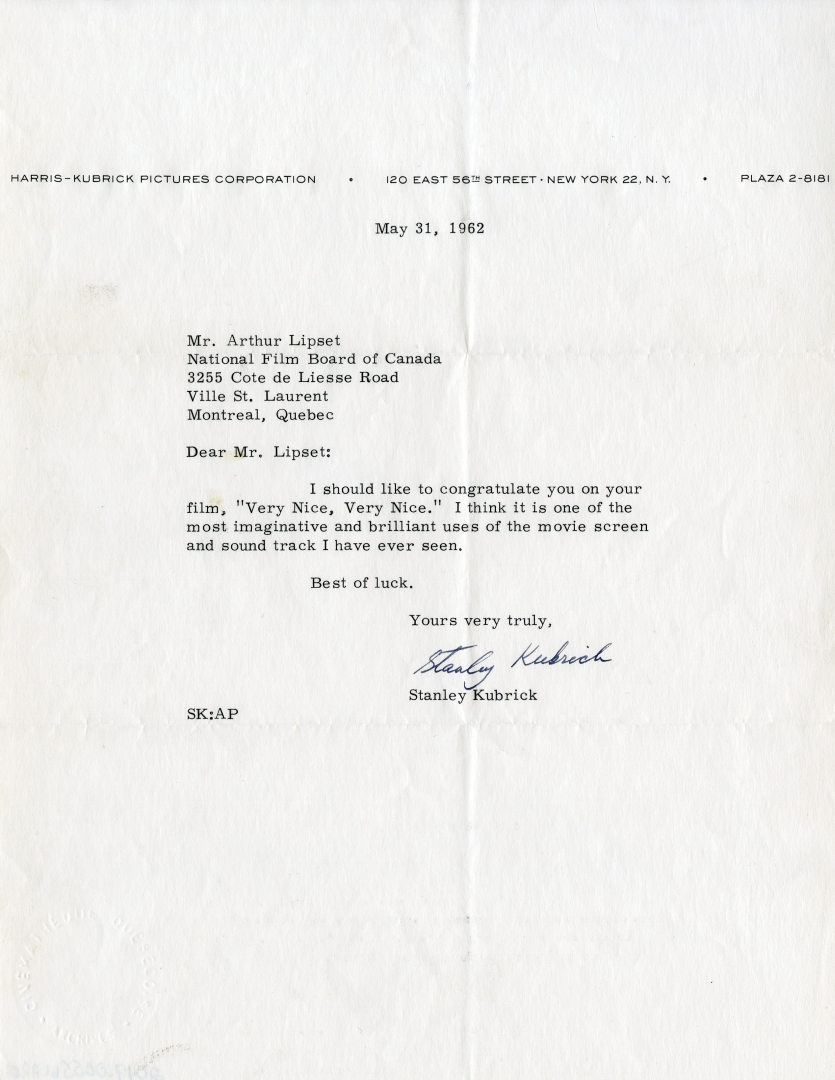 HARRIS-KUBRICK PICTURES CORPORATION • 120 EAST 56TH STREET · NEW YORK 22, N. Y. • PLAZA 2-8181
May 31, 1962
Mr. Arthur Lipset
National Film Board of Canada
3255 Cote de Liesse Road
Ville St. Laurent
Montreal, Quebec
Dear Mr. Lipset:
I should like to congratulate you on your
film, "Very Nice, Very Nice." I think it is one of the
most imaginative and brilliant uses of the movie screen
and sound track I have ever seen.
Best of luck.
Yours very truly,
Stanley Kubrick
Stanley Kubrick
SK:AP
CINÉMATHÈQUE QUÉBÉCOISE
ARCHIVES